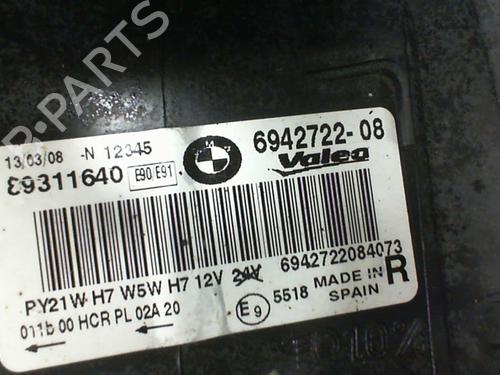 B-PARTS
13/03/08 -N 12345
89311640 E90/E91
BMW
6942722-08
Valeo
6942722084073
PY21W H7 W5W H7 12V 24V
011b 00 HCR PL 02A 20
E9
5518 MADE IN SPAIN
R